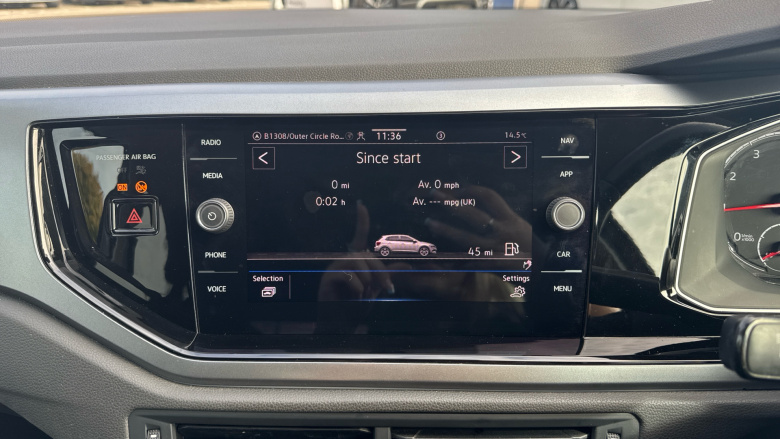 PASSENGER AIR BAG
ON
RADIO
MEDIA
PHONE
VOICE
B1308/Outer Circle Ro...
11:36
3
14.5°C
Since start
0 mi
Av. 0 mph
0:02 h
Av. --- mpg (UK)
45 mi
Selection
Settings
NAV
APP
CAR
MENU
3
2
1
0